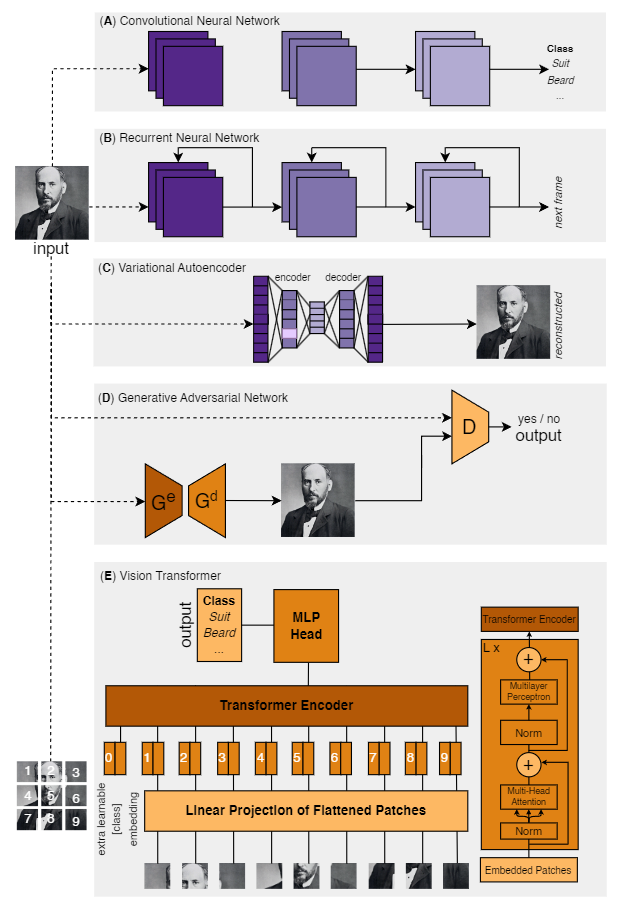 (A) Convolutional Neural Network
Class
Suit
Beard
...
(B) Recurrent Neural Network
next frame
input
(C) Variational Autoencoder
encoder
decoder
reconstructed
(D) Generative Adversarial Network
D
yes / no
output
Ge
Gd
(E) Vision Transformer
output
Class
Suit
Beard
...
MLP
Head
Transformer Encoder
0 1 2 3 4 5 6 7 8 9
extra learnable
[class]
embedding
Linear Projection of Flattened Patches
Transformer Encoder
L x
+
Multilayer
Perceptron
Norm
+
Multi-Head
Attention
Norm
Embedded Patches
1 2 3
4 5 6
7 8 9